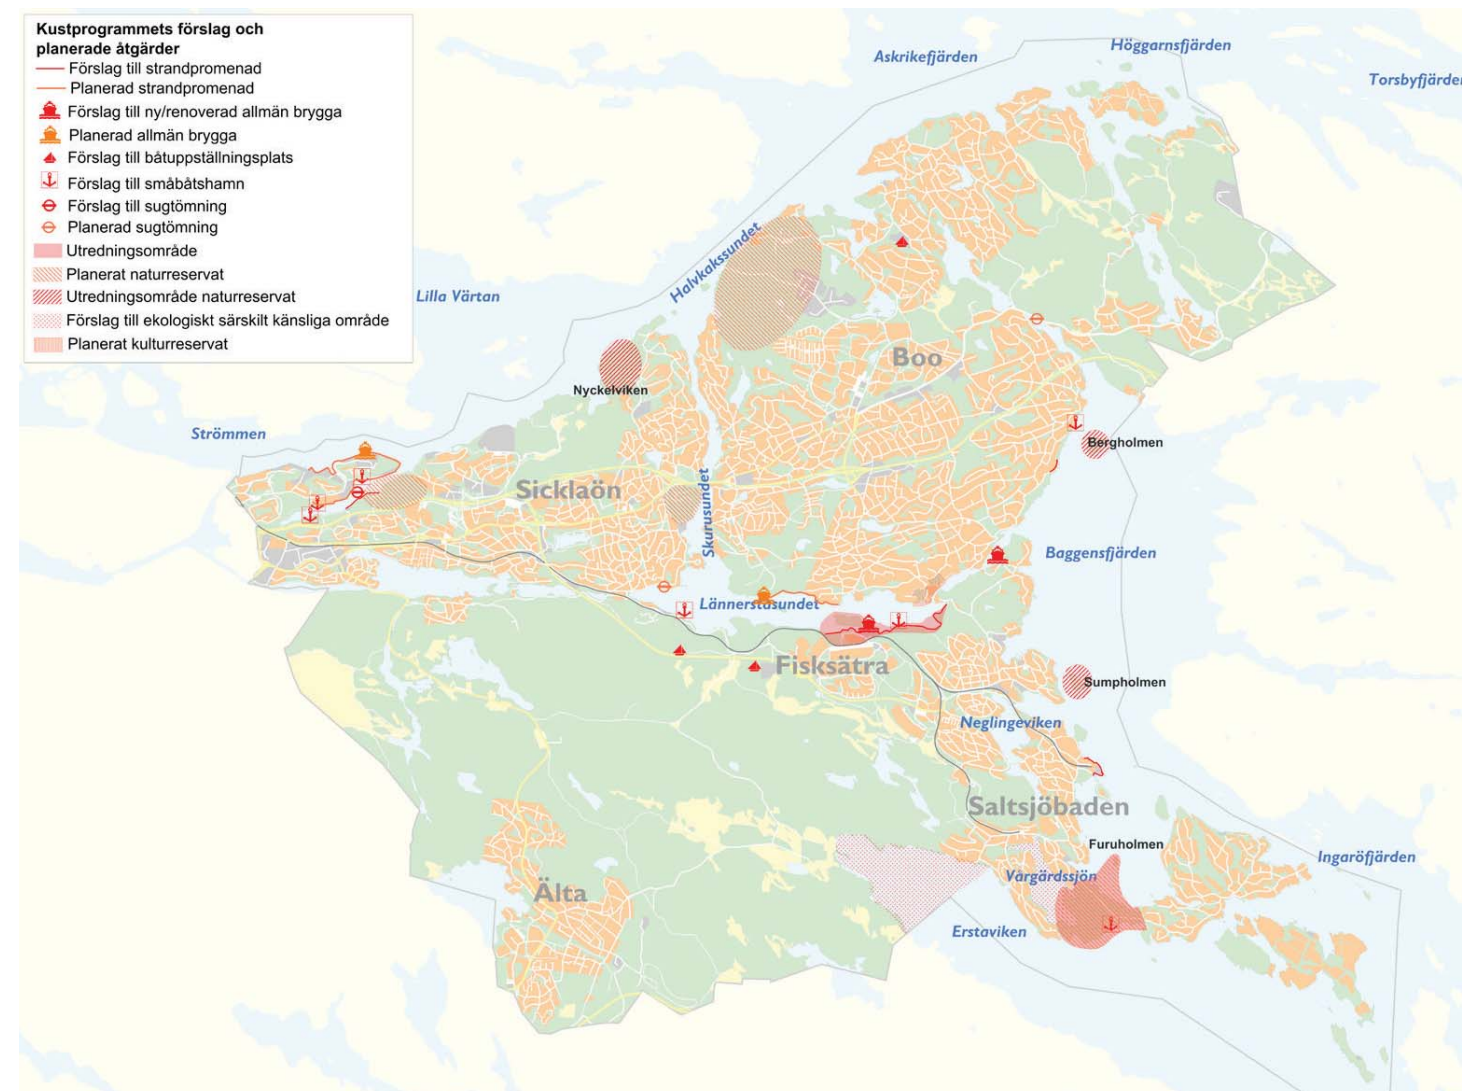 Kustprogrammets förslag och
planerade åtgärder
Förslag till strandpromenad
Planerad strandpromenad
Förslag till ny/renoverad allmän brygga
Planerad allmän brygga
Förslag till båtuppställningsplats
Förslag till småbåtshamn
Förslag till sugtömning
Planerad sugtömning
Utredningsområde
Planerat naturreservat
Utredningsområde naturreservat
Förslag till ekologiskt särskilt känsliga område
Planerat kulturreservat
Askrikefjärden
Höggarnsfjärden
Torsbyfjärden
Halvkakssundet
Lilla Värtan
Boo
Nyckelviken
Strömmen
Bergholmen
Sicklaön
Skurusundet
Baggensfjärden
Lännerstasundet
Fisksätra
Sumpholmen
Neglingeviken
Saltsjöbaden
Furuholmen
Ingaröfjärden
Vårgärdssjön
Älta
Erstaviken